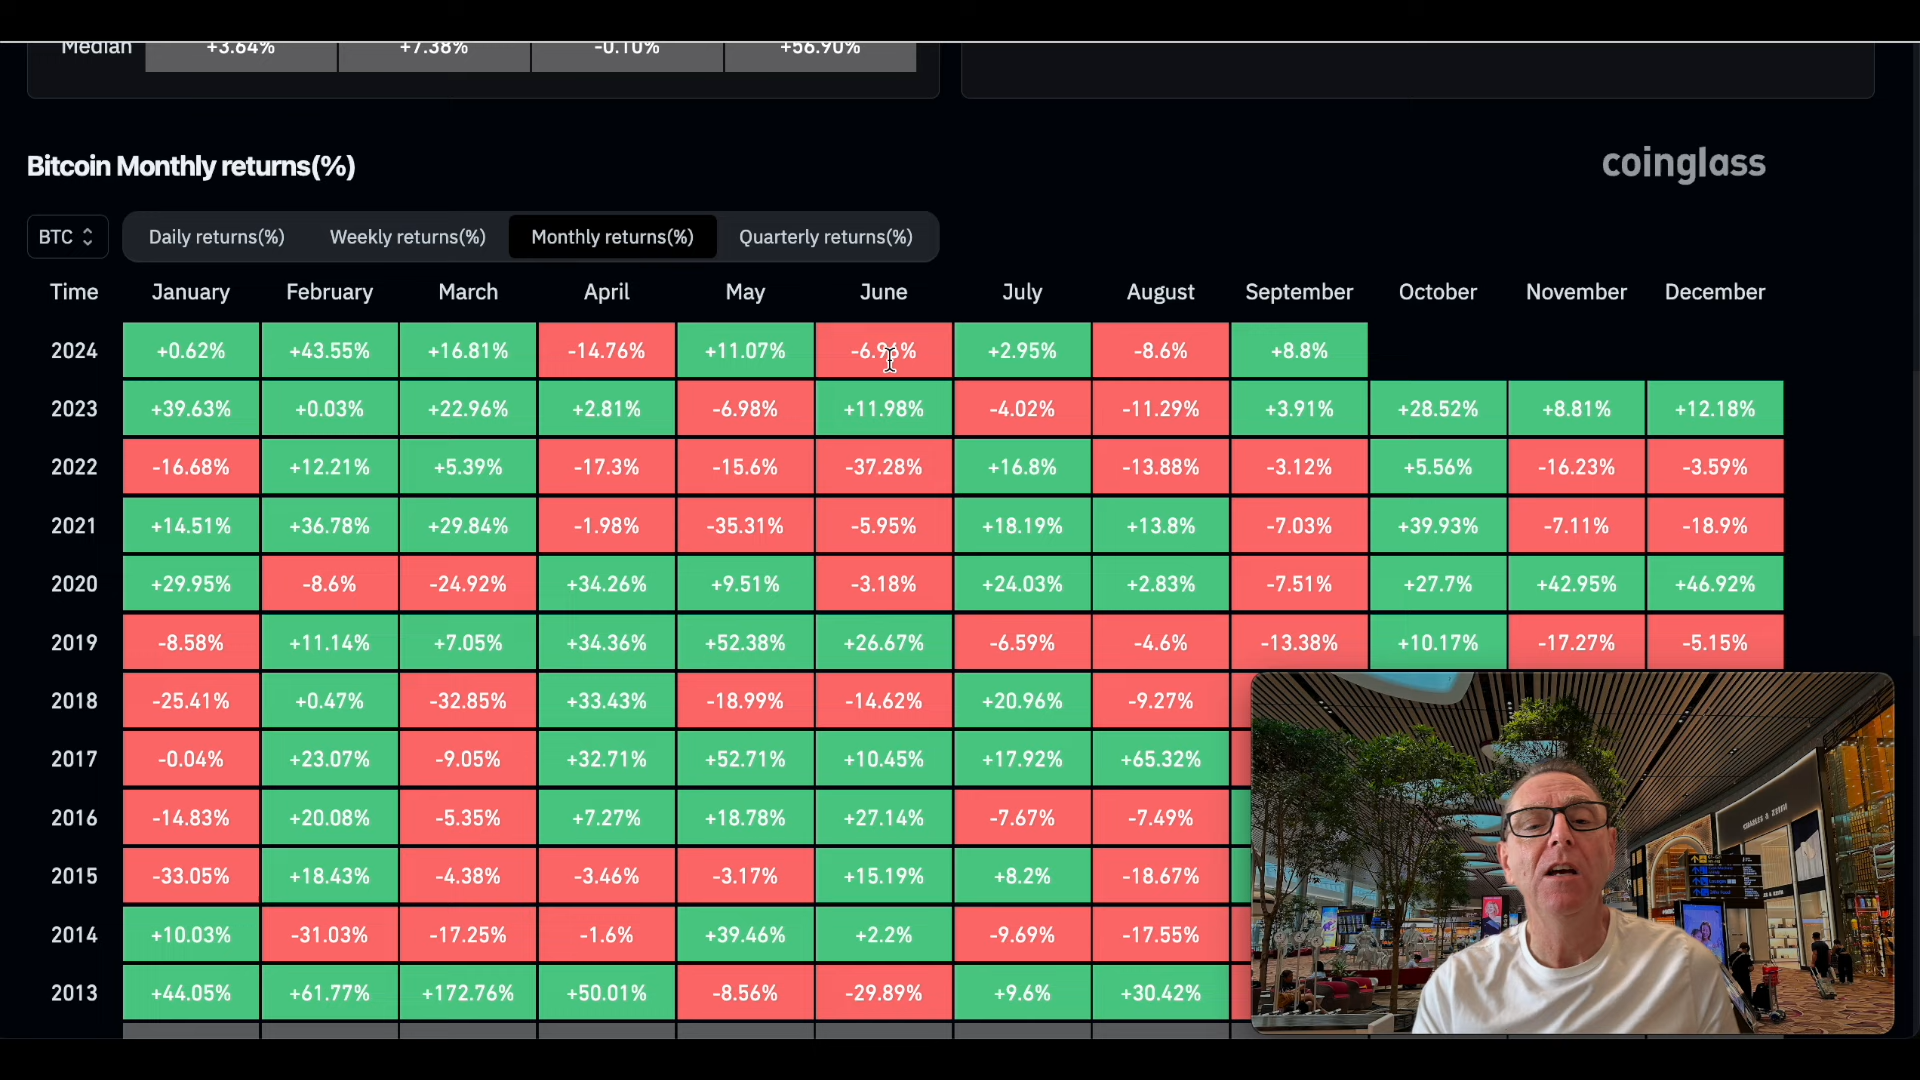 Median +3.64% +7.38% -0.10% +56.90%
Bitcoin Monthly returns(%)
coinglass
BTC Daily returns(%) Weekly returns(%) Monthly returns(%) Quarterly returns(%)
Time January February March April May June July August September October November December
2024 +0.62% +43.55% +16.81% -14.76% +11.07% -6.96% +2.95% -8.6% +8.8%
2023 +39.63% +0.03% +22.96% +2.81% -6.98% +11.98% -4.02% -11.29% +3.91% +28.52% +8.81% +12.18%
2022 -16.68% +12.21% +5.39% -17.3% -15.6% -37.28% +16.8% -13.88% -3.12% +5.56% -16.23% -3.59%
2021 +14.51% +36.78% +29.84% -1.98% -35.31% -5.95% +18.19% +13.8% -7.03% +39.93% -7.11% -18.9%
2020 +29.95% -8.6% -24.92% +34.26% +9.51% -3.18% +24.03% +2.83% -7.51% +27.7% +42.95% +46.92%
2019 -8.58% +11.14% +7.05% +34.36% +52.38% +26.67% -6.59% -4.6% -13.38% +10.17% -17.27% -5.15%
2018 -25.41% +0.47% -32.85% +33.43% -18.99% -14.62% +20.96% -9.27%
2017 -0.04% +23.07% -9.05% +32.71% +52.71% +10.45% +17.92% +65.32%
2016 -14.83% +20.08% -5.35% +7.27% +18.78% +27.14% -7.67% -7.49%
2015 -33.05% +18.43% -4.38% -3.46% -3.17% +15.19% +8.2% -18.67%
2014 +10.03% -31.03% -17.25% -1.6% +39.46% +2.2% -9.69% -17.55%
2013 +44.05% +61.77% +172.76% +50.01% -8.56% -29.89% +9.6% +30.42%
CHARLES & KEITH